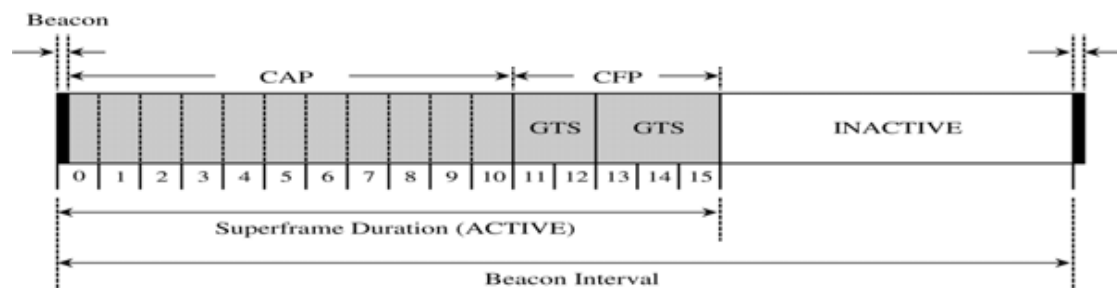 Beacon
CAP CFP
GTS GTS INACTIVE
0 1 2 3 4 5 6 7 8 9 10 11 12 13 14 15
Superframe Duration (ACTIVE)
Beacon Interval